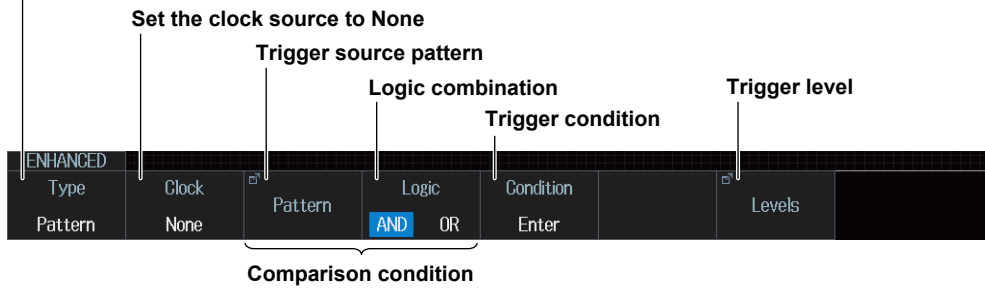 Set the clock source to None
Trigger source pattern
Logic combination
Trigger level
Trigger condition
ENHANCED
Type
Clock
Pattern
Logic
Condition
Levels
Pattern
None
AND
OR
Enter
Comparison condition